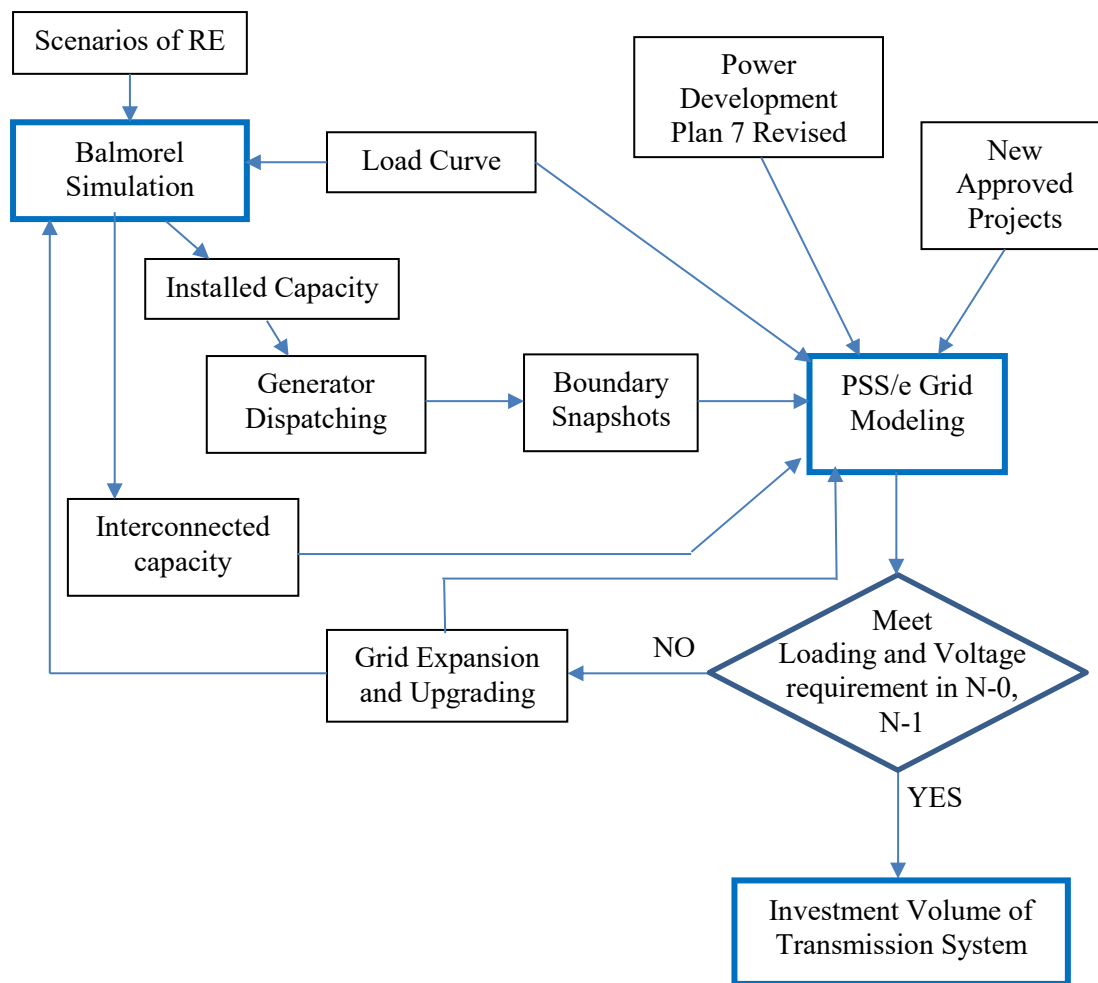 Scenarios of RE
Power
Development
Plan 7 Revised
New
Approved
Projects
Balmorel
Simulation
Load Curve
Installed Capacity
Generator
Dispatching
Boundary
Snapshots
PSS/e Grid
Modeling
Interconnected
capacity
Grid Expansion
and Upgrading
NO
Meet
Loading and Voltage
requirement in N-0,
N-1
YES
Investment Volume of
Transmission System